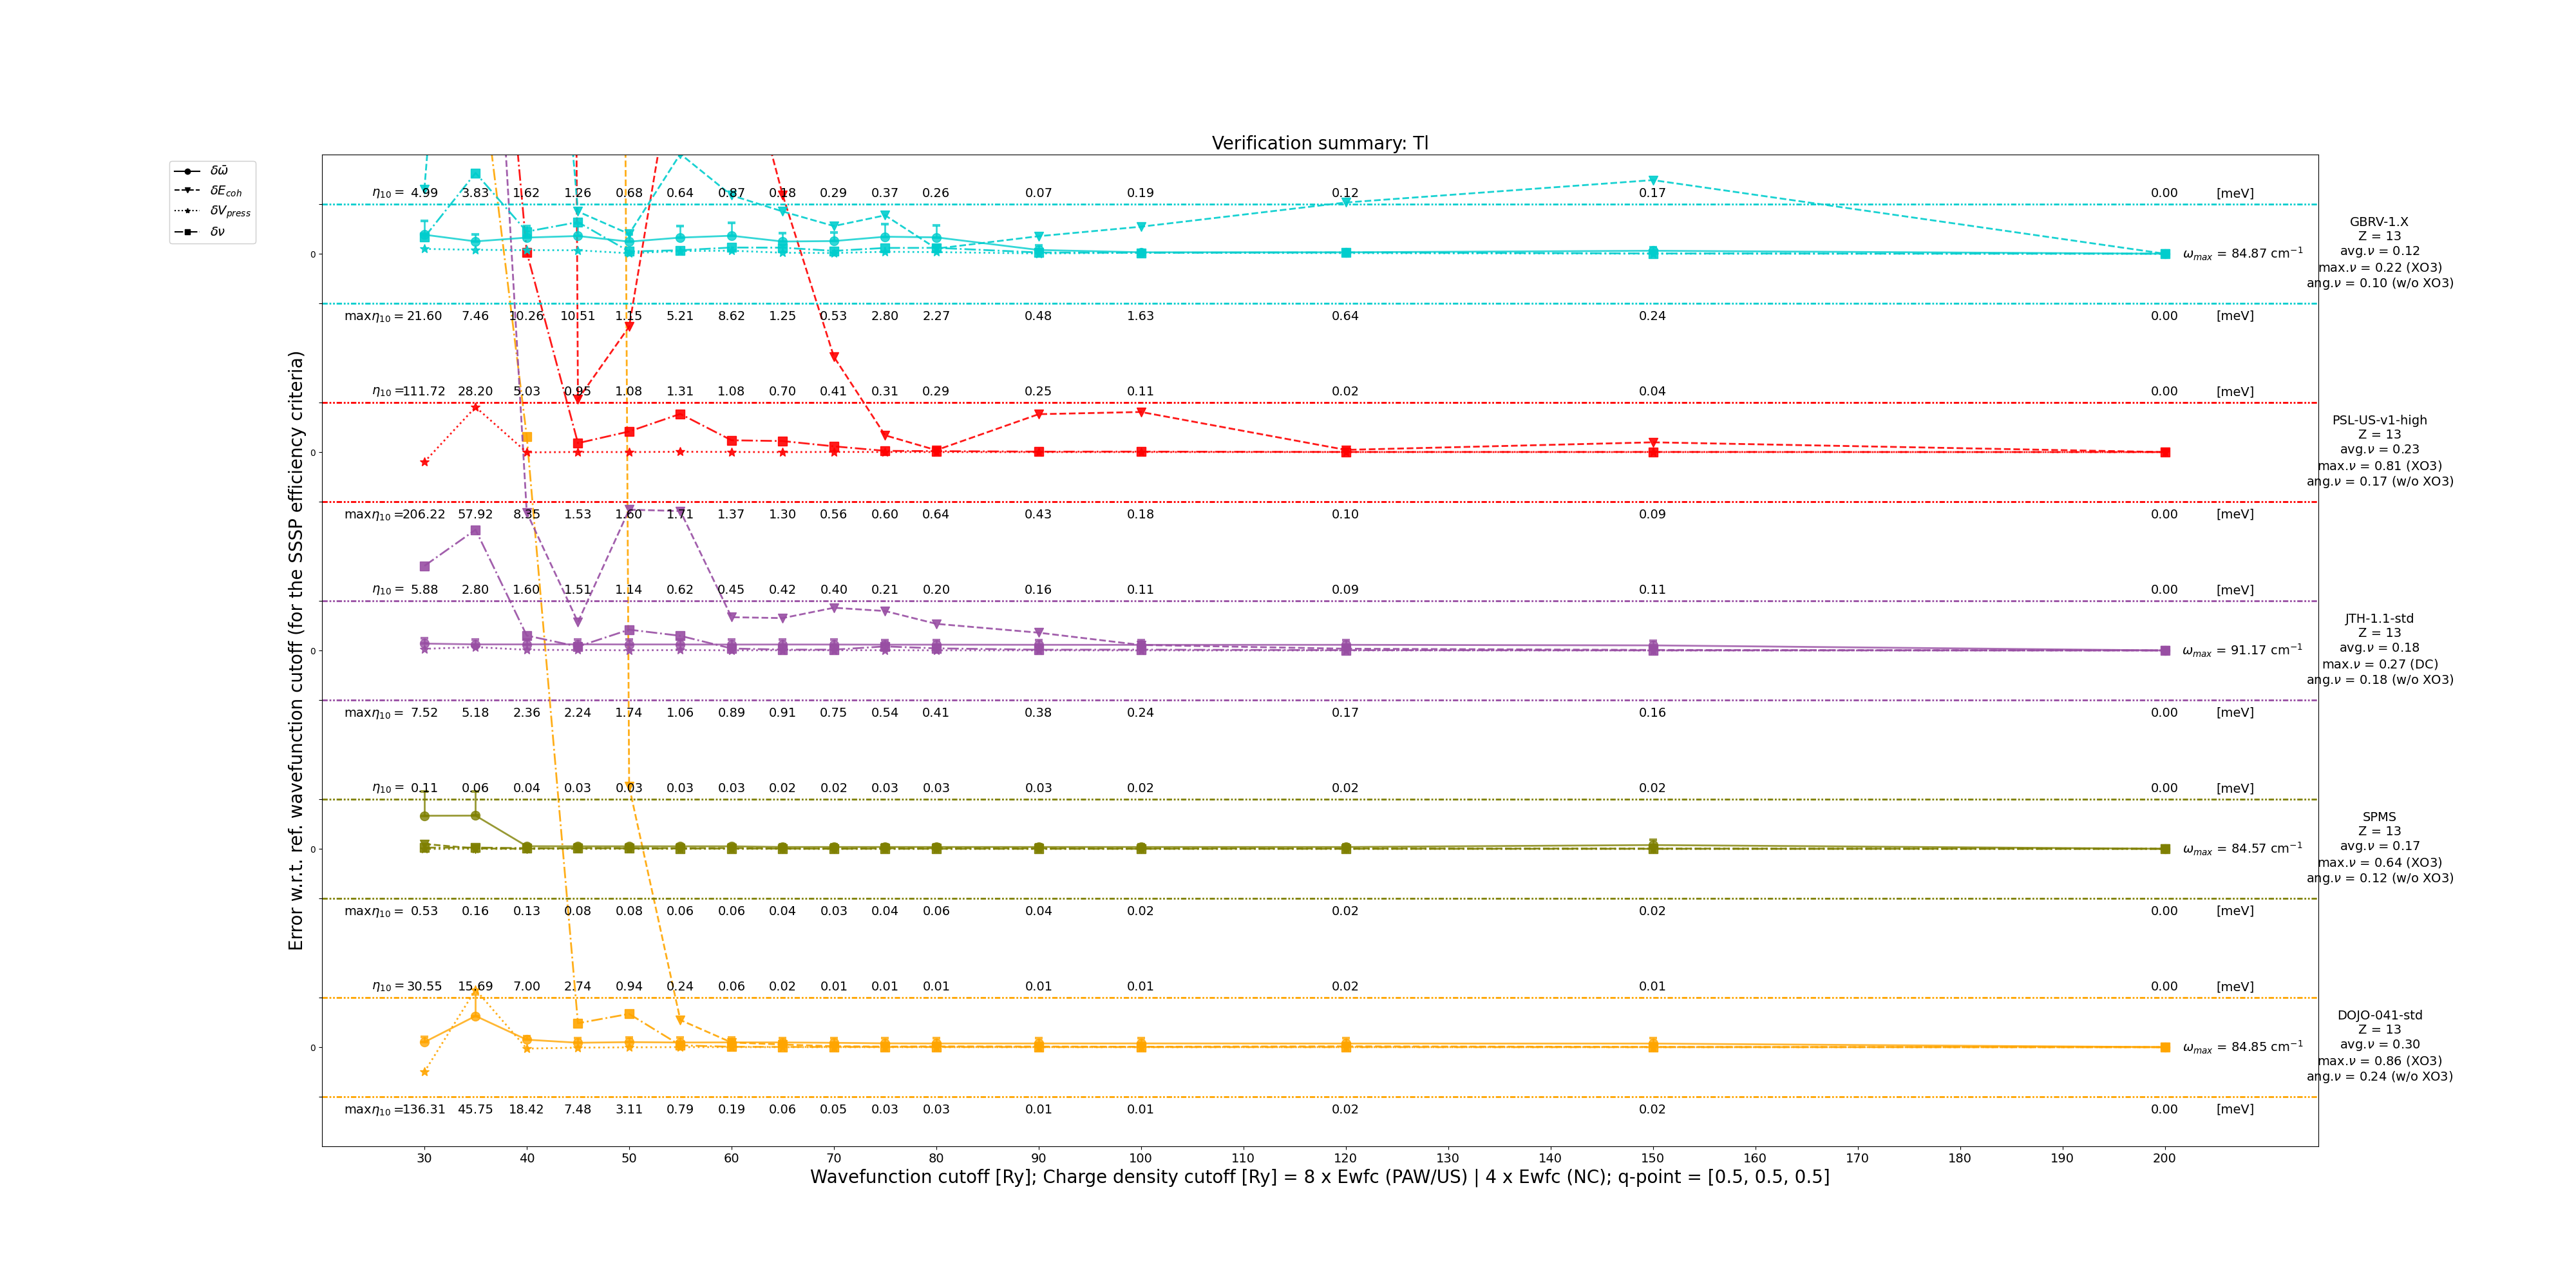 Verification summary: Tl
δω̄
δE_coh
δV_press
δν
η₁₀ = 4.99 3.83 1.62 1.26 0.68 0.64 0.87 0.18 0.29 0.37 0.26 0.07 0.19 0.12 0.17 0.00 [meV]
0
ω_max = 84.87 cm⁻¹
GBRV-1.X
Z = 13
avg.ν = 0.12
max.ν = 0.22 (XO3)
ang.ν = 0.10 (w/o XO3)
maxη₁₀ = 21.60 7.46 10.26 10.51 1.15 5.21 8.62 1.25 0.53 2.80 2.27 0.48 1.63 0.64 0.24 0.00 [meV]
η₁₀ = 111.72 28.20 5.03 0.95 1.08 1.31 1.08 0.70 0.41 0.31 0.29 0.25 0.11 0.02 0.04 0.00 [meV]
0
PSL-US-v1-high
Z = 13
avg.ν = 0.23
max.ν = 0.81 (XO3)
ang.ν = 0.17 (w/o XO3)
maxη₁₀ = 206.22 57.92 8.35 1.53 1.60 1.71 1.37 1.30 0.56 0.60 0.64 0.43 0.18 0.10 0.09 0.00 [meV]
η₁₀ = 5.88 2.80 1.60 1.51 1.14 0.62 0.45 0.42 0.40 0.21 0.20 0.16 0.11 0.09 0.11 0.00 [meV]
0
ω_max = 91.17 cm⁻¹
JTH-1.1-std
Z = 13
avg.ν = 0.18
max.ν = 0.27 (DC)
ang.ν = 0.18 (w/o XO3)
maxη₁₀ = 7.52 5.18 2.36 2.24 1.74 1.06 0.89 0.91 0.75 0.54 0.41 0.38 0.24 0.17 0.16 0.00 [meV]
η₁₀ = 0.11 0.06 0.04 0.03 0.03 0.03 0.03 0.02 0.02 0.03 0.03 0.03 0.02 0.02 0.02 0.00 [meV]
0
ω_max = 84.57 cm⁻¹
SPMS
Z = 13
avg.ν = 0.17
max.ν = 0.64 (XO3)
ang.ν = 0.12 (w/o XO3)
maxη₁₀ = 0.53 0.16 0.13 0.08 0.08 0.06 0.06 0.04 0.03 0.04 0.06 0.04 0.02 0.02 0.02 0.00 [meV]
η₁₀ = 30.55 15.69 7.00 2.74 0.94 0.24 0.06 0.02 0.01 0.01 0.01 0.01 0.01 0.02 0.01 0.00 [meV]
0
ω_max = 84.85 cm⁻¹
DOJO-041-std
Z = 13
avg.ν = 0.30
max.ν = 0.86 (XO3)
ang.ν = 0.24 (w/o XO3)
maxη₁₀ = 136.31 45.75 18.42 7.48 3.11 0.79 0.19 0.06 0.05 0.03 0.03 0.01 0.01 0.02 0.02 0.00 [meV]
30 40 50 60 70 80 90 100 110 120 130 140 150 160 170 180 190 200
Wavefunction cutoff [Ry]; Charge density cutoff [Ry] = 8 x Ewfc (PAW/US) | 4 x Ewfc (NC); q-point = [0.5, 0.5, 0.5]
Error w.r.t. ref. wavefunction cutoff (for the SSSP efficiency criteria)